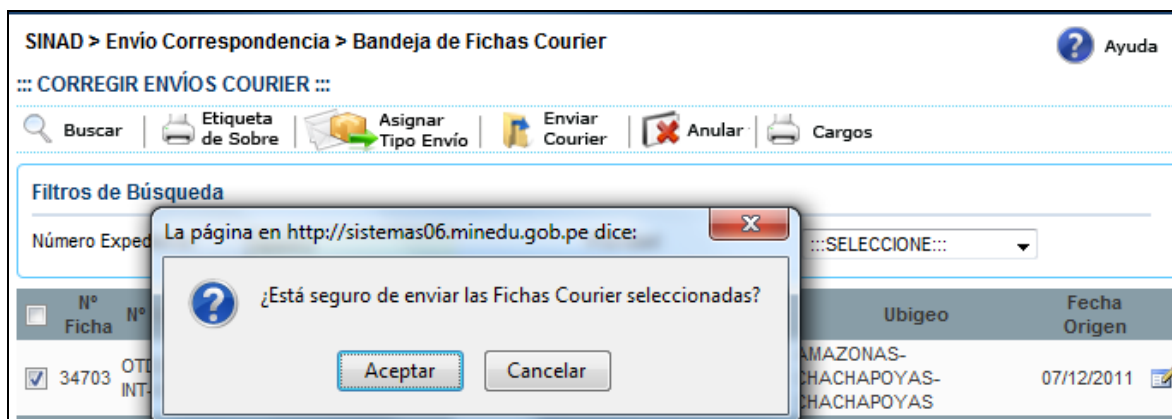 SINAD > Envío Correspondencia > Bandeja de Fichas Courier
Ayuda
::: CORREGIR ENVÍOS COURIER :::
Buscar
Etiqueta
de Sobre
Asignar
Tipo Envío
Enviar
Courier
Anular
Cargos
Filtros de Búsqueda
Número Exped
:::SELECCIONE:::
La página en http://sistemas06.minedu.gob.pe dice:
¿Está seguro de enviar las Fichas Courier seleccionadas?
Aceptar
Cancelar
Nº
Ficha
Nº
Ubigeo
Fecha
Origen
34703
INT-
AMAZONAS-
CHACHAPOYAS-
CHACHAPOYAS
07/12/2011